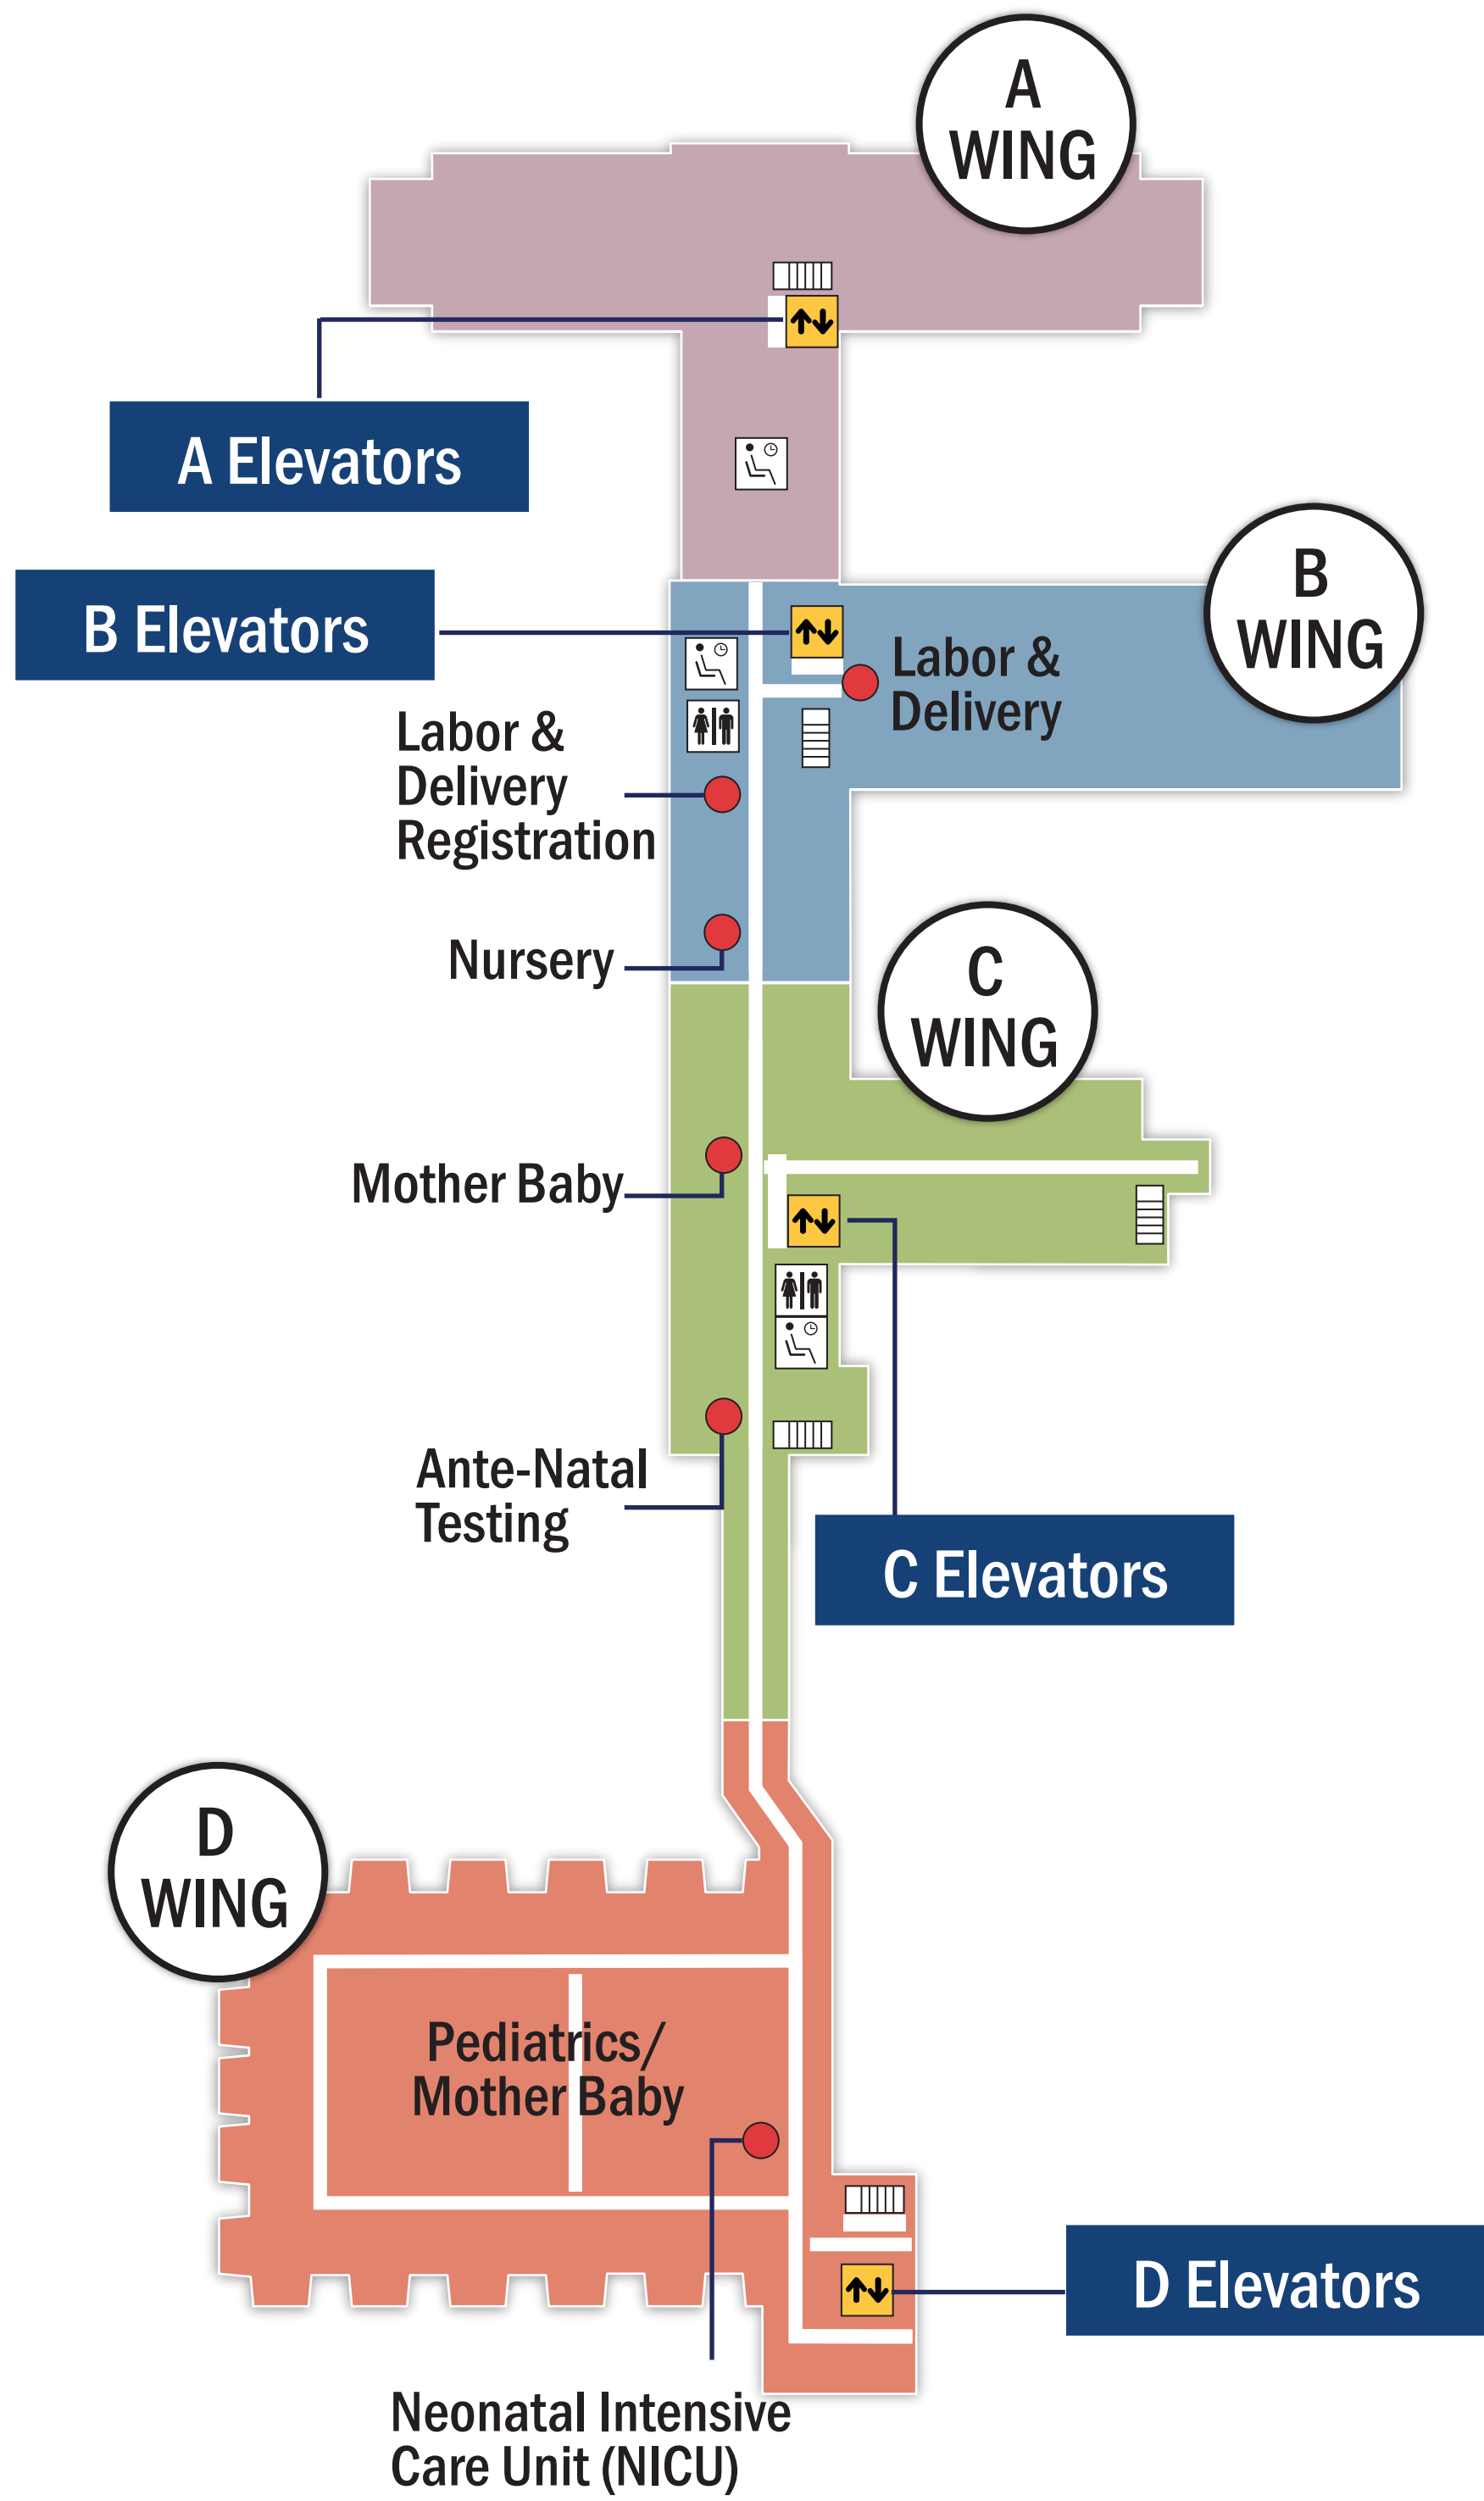 A
WING
A Elevators
B
WING
B Elevators
Labor &
Delivery
Labor &
Delivery
Registration
Nursery
C
WING
Mother Baby
Ante-Natal
Testing
C Elevators
D
WING
Pediatrics/
Mother Baby
D Elevators
Neonatal Intensive
Care Unit (NICU)